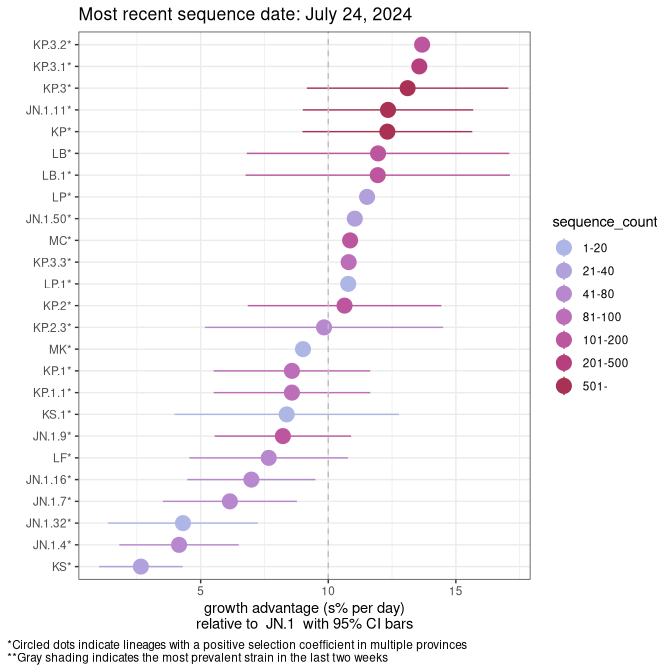 Most recent sequence date: July 24, 2024
KP.3.2*
KP.3.1*
KP.3*
JN.1.11*
KP*
LB*
LB.1*
LP*
JN.1.50*
MC*
KP.3.3*
LP.1*
KP.2*
KP.2.3*
MK*
KP.1*
KP.1.1*
KS.1*
JN.1.9*
LF*
JN.1.16*
JN.1.7*
JN.1.32*
JN.1.4*
KS*
5 10 15
growth advantage (s% per day)
relative to JN.1 with 95% CI bars
sequence_count
1-20
21-40
41-80
81-100
101-200
201-500
501-
*Circled dots indicate lineages with a positive selection coefficient in multiple provinces
**Gray shading indicates the most prevalent strain in the last two weeks